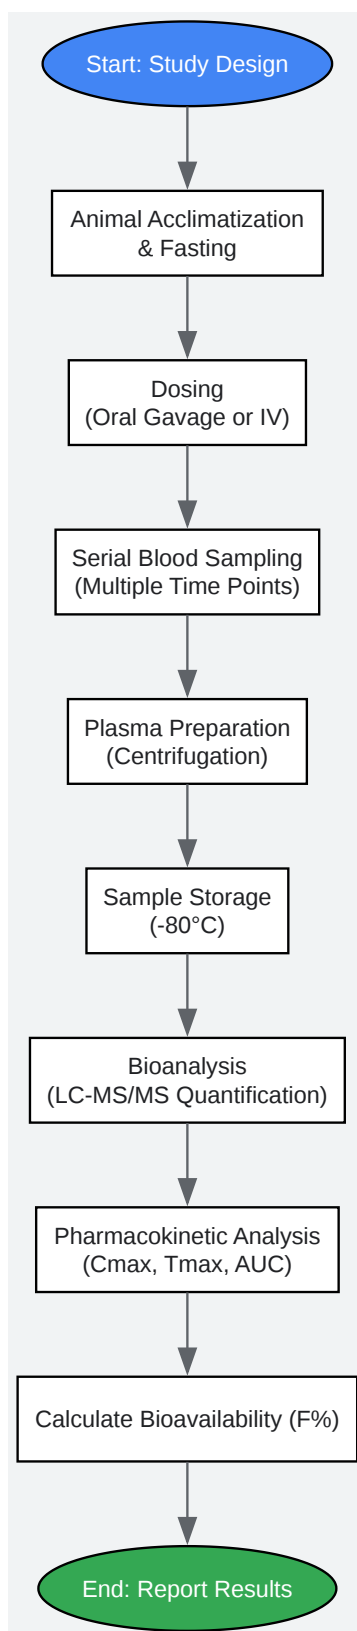 Start: Study Design
Animal Acclimatization
& Fasting
Dosing
(Oral Gavage or IV)
Serial Blood Sampling
(Multiple Time Points)
Plasma Preparation
(Centrifugation)
Sample Storage
(-80°C)
Bioanalysis
(LC-MS/MS Quantification)
Pharmacokinetic Analysis
(Cmax, Tmax, AUC)
Calculate Bioavailability (F%)
End: Report Results